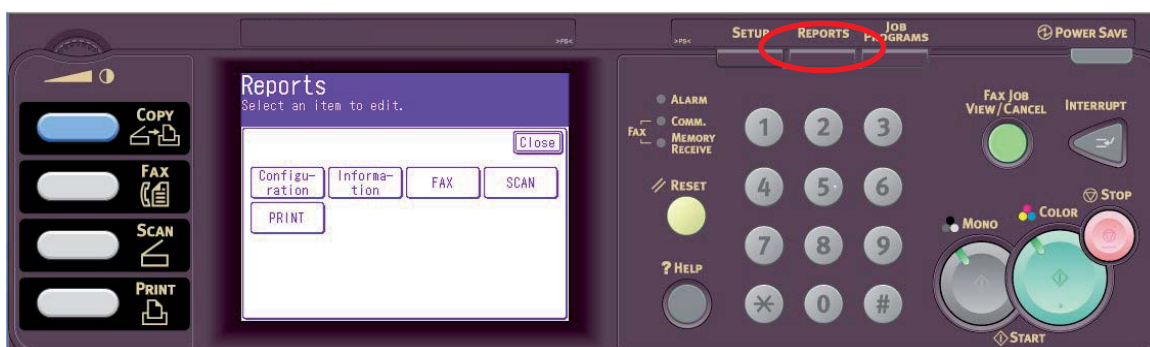 >PS<
>PS<
SETUP
REPORTS
JOB
PROGRAMS
POWER SAVE
COPY
FAX
SCAN
PRINT
Reports
Select an item to edit.
Close
Configu-
ration
Informa-
tion
FAX
SCAN
PRINT
ALARM
FAX
COMM.
MEMORY
RECEIVE
RESET
? HELP
1
2
3
4
5
6
7
8
9
*
0
#
FAX JOB
VIEW/CANCEL
INTERRUPT
STOP
MONO
COLOR
START